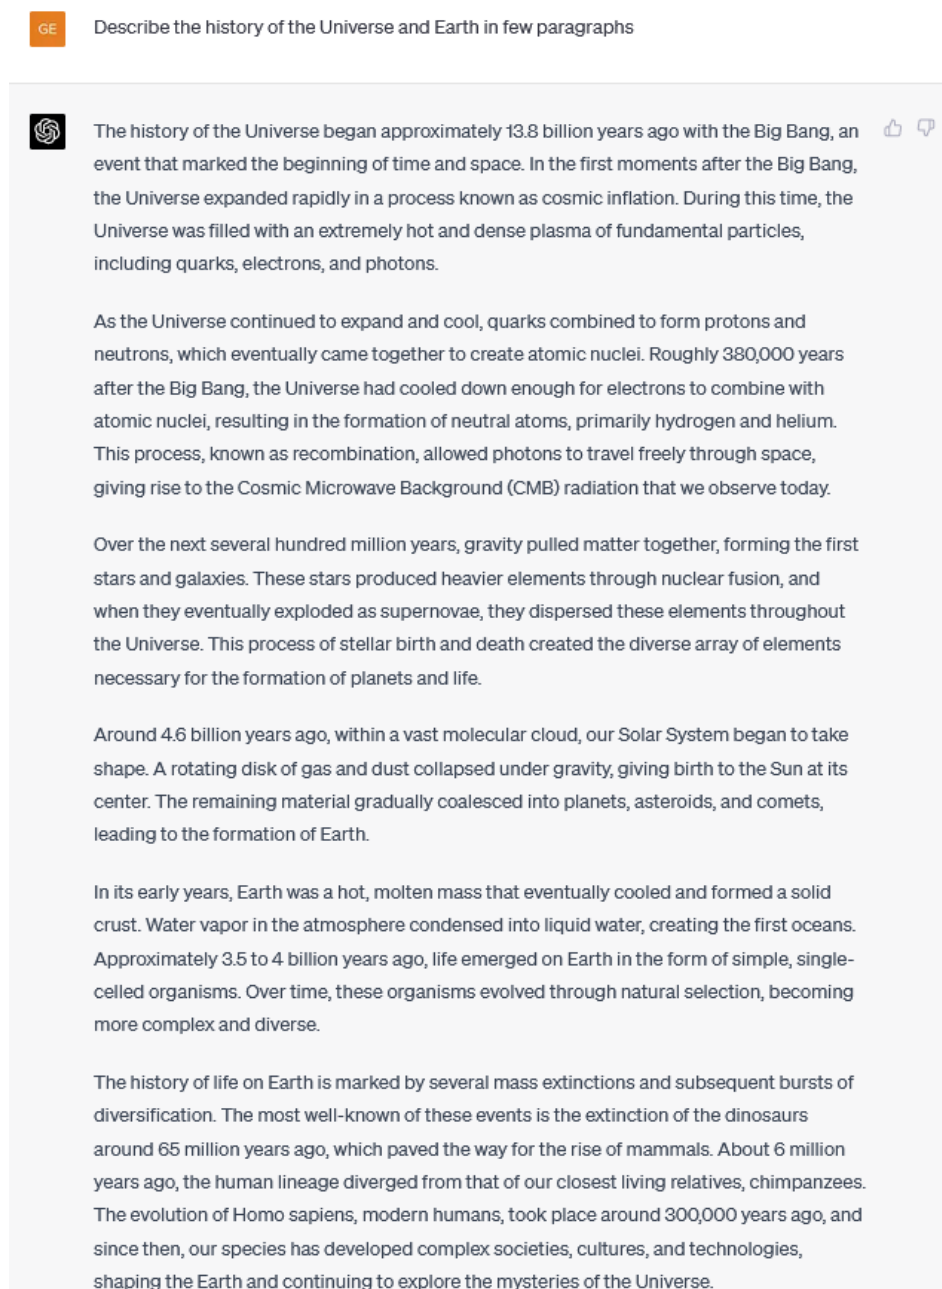 GE
Describe the history of the Universe and Earth in few paragraphs
The history of the Universe began approximately 13.8 billion years ago with the Big Bang, an
event that marked the beginning of time and space. In the first moments after the Big Bang,
the Universe expanded rapidly in a process known as cosmic inflation. During this time, the
Universe was filled with an extremely hot and dense plasma of fundamental particles,
including quarks, electrons, and photons.
As the Universe continued to expand and cool, quarks combined to form protons and
neutrons, which eventually came together to create atomic nuclei. Roughly 380,000 years
after the Big Bang, the Universe had cooled down enough for electrons to combine with
atomic nuclei, resulting in the formation of neutral atoms, primarily hydrogen and helium.
This process, known as recombination, allowed photons to travel freely through space,
giving rise to the Cosmic Microwave Background (CMB) radiation that we observe today.
Over the next several hundred million years, gravity pulled matter together, forming the first
stars and galaxies. These stars produced heavier elements through nuclear fusion, and
when they eventually exploded as supernovae, they dispersed these elements throughout
the Universe. This process of stellar birth and death created the diverse array of elements
necessary for the formation of planets and life.
Around 4.6 billion years ago, within a vast molecular cloud, our Solar System began to take
shape. A rotating disk of gas and dust collapsed under gravity, giving birth to the Sun at its
center. The remaining material gradually coalesced into planets, asteroids, and comets,
leading to the formation of Earth.
In its early years, Earth was a hot, molten mass that eventually cooled and formed a solid
crust. Water vapor in the atmosphere condensed into liquid water, creating the first oceans.
Approximately 3.5 to 4 billion years ago, life emerged on Earth in the form of simple, single-
celled organisms. Over time, these organisms evolved through natural selection, becoming
more complex and diverse.
The history of life on Earth is marked by several mass extinctions and subsequent bursts of
diversification. The most well-known of these events is the extinction of the dinosaurs
around 65 million years ago, which paved the way for the rise of mammals. About 6 million
years ago, the human lineage diverged from that of our closest living relatives, chimpanzees.
The evolution of Homo sapiens, modern humans, took place around 300,000 years ago, and
since then, our species has developed complex societies, cultures, and technologies,
shaping the Earth and continuing to explore the mysteries of the Universe.